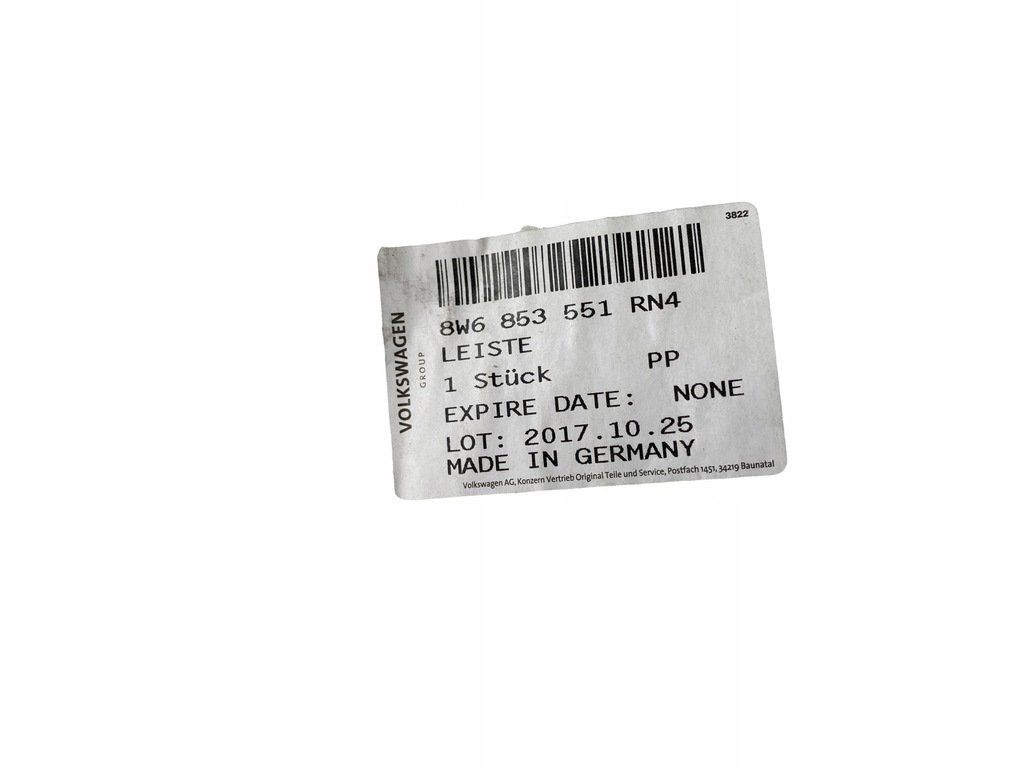 3822
VOLKSWAGEN
GROUP
8W6 853 551 RN4
LEISTE
1 Stück PP
EXPIRE DATE: NONE
LOT: 2017.10.25
MADE IN GERMANY
Volkswagen AG, Konzern Vertrieb Original Teile und Service, Postfach 1451, 34219 Baunatal